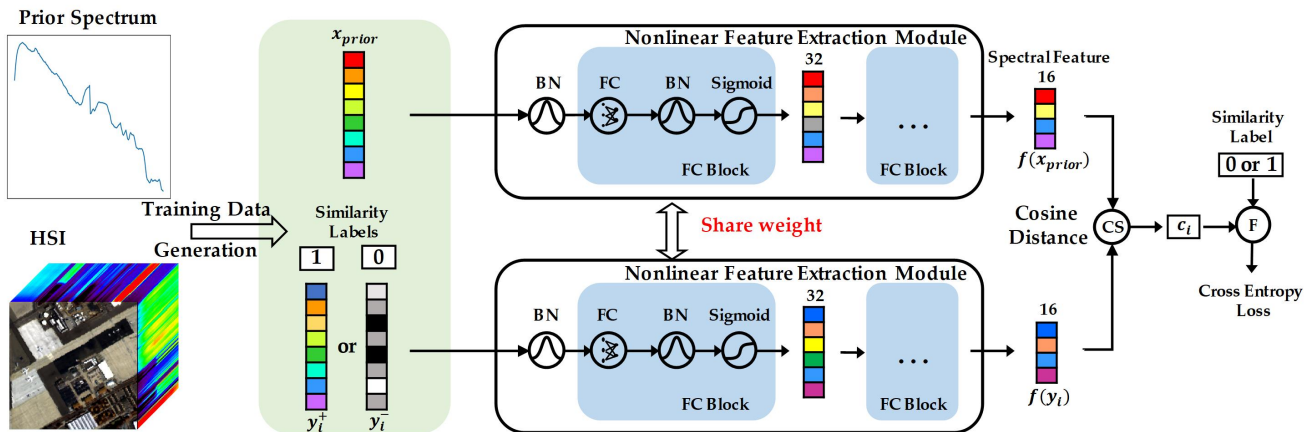 Prior Spectrum
HSI
Training Data
Generation
x_prior
Similarity
Labels
1
0
or
y_i^+
y_i^-
Nonlinear Feature Extraction Module
BN
FC
BN
Sigmoid
FC Block
32
...
FC Block
Share weight
Nonlinear Feature Extraction Module
BN
FC
BN
Sigmoid
FC Block
32
...
FC Block
Spectral Feature
16
f(x_prior)
16
f(y_i)
Cosine
Distance
CS
c_i
Similarity
Label
0 or 1
F
Cross Entropy
Loss